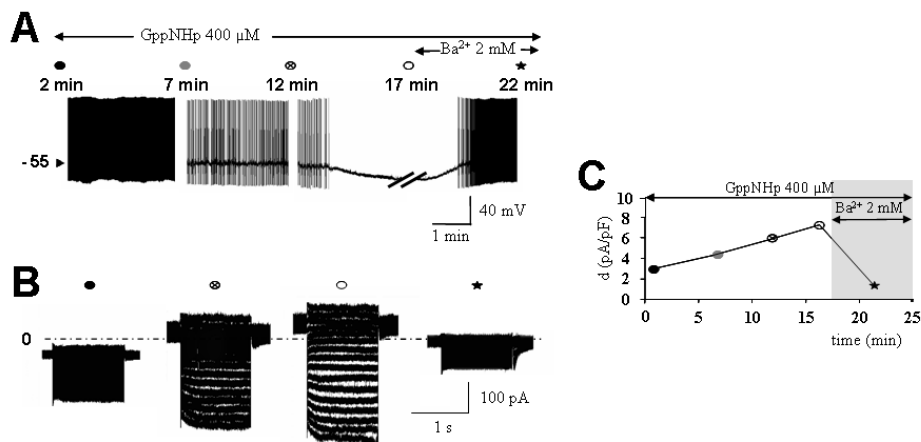 A
GppNHp 400 µM
Ba²⁺ 2 mM
2 min 7 min 12 min 17 min 22 min
- 55
40 mV
1 min
B
0
100 pA
1 s
C
GppNHp 400 µM
Ba²⁺ 2 mM
d (pA/pF)
10
8
6
4
2
0
0 5 10 15 20 25
time (min)